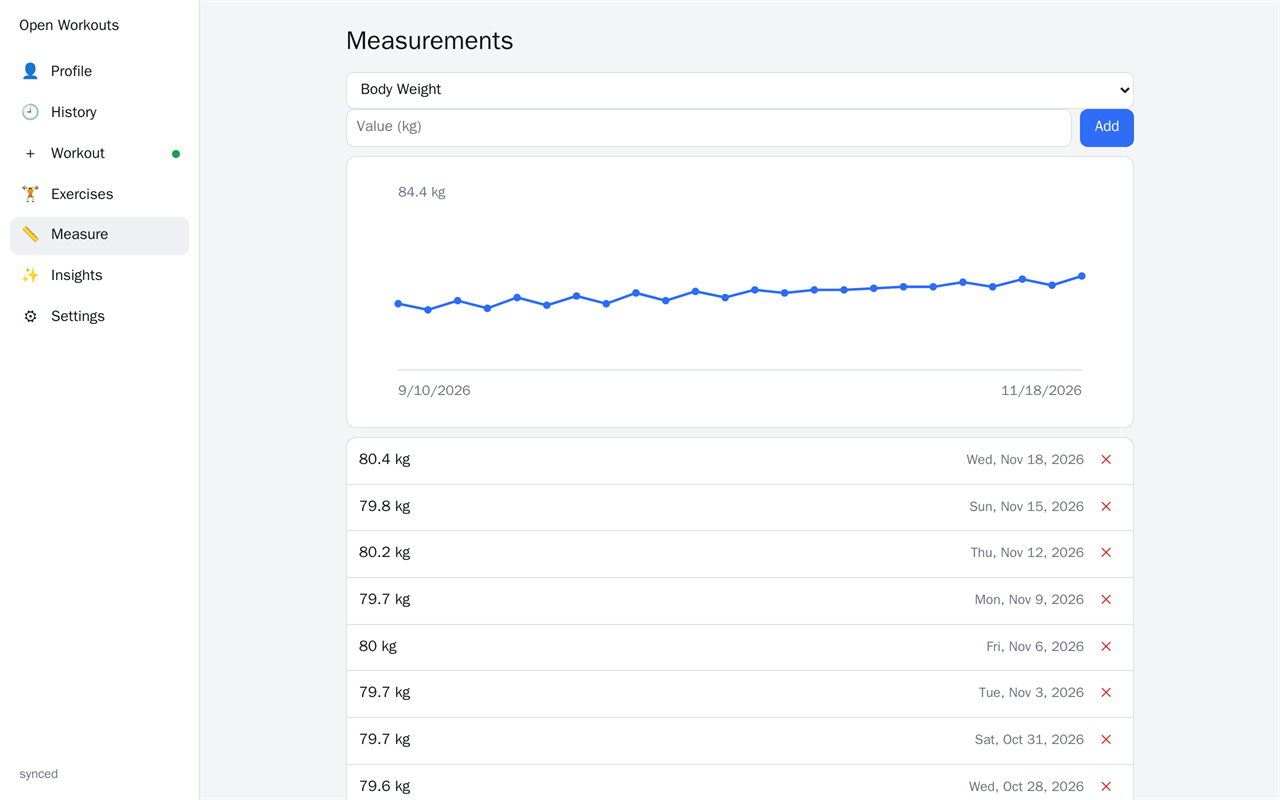 Open Workouts
Profile
History
+ Workout
Exercises
Measure
Insights
Settings
synced
Measurements
Body Weight
Value (kg)
Add
84.4 kg
9/10/2026 11/18/2026
80.4 kg Wed, Nov 18, 2026 ×
79.8 kg Sun, Nov 15, 2026 ×
80.2 kg Thu, Nov 12, 2026 ×
79.7 kg Mon, Nov 9, 2026 ×
80 kg Fri, Nov 6, 2026 ×
79.7 kg Tue, Nov 3, 2026 ×
79.7 kg Sat, Oct 31, 2026 ×
79.6 kg Wed, Oct 28, 2026 ×